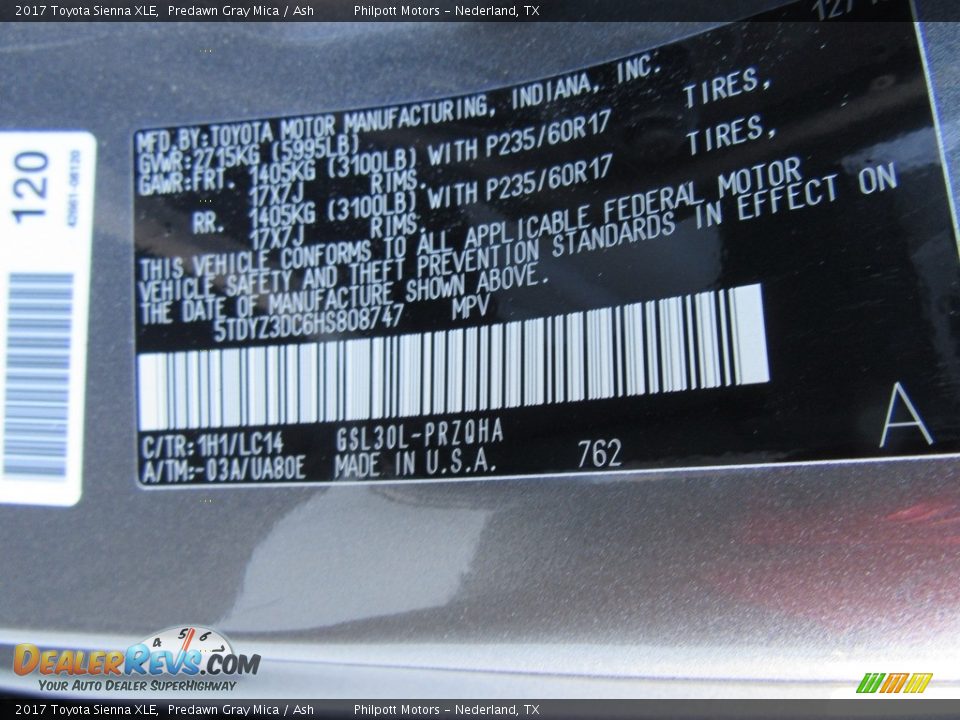 2017 Toyota Sienna XLE, Predawn Gray Mica / Ash Philpott Motors - Nederland, TX
MFD.BY:TOYOTA MOTOR MANUFACTURING, INDIANA, INC.
GVWR:2715KG (5995LB)
GAWR:FRT. 1405KG (3100LB) WITH P235/60R17 TIRES,
17X7J RIMS.
RR. 1405KG (3100LB) WITH P235/60R17 TIRES,
17X7J RIMS.
THIS VEHICLE CONFORMS TO ALL APPLICABLE FEDERAL MOTOR
VEHICLE SAFETY AND THEFT PREVENTION STANDARDS IN EFFECT ON
THE DATE OF MANUFACTURE SHOWN ABOVE.
5TDYZ3DC6HS808747 MPV
C/TR:1H1/LC14 GSL30L-PRZQHA
A/TM:-03A/UA80E MADE IN U.S.A. 762
A
120
DEALERREVS.COM
4 5 6
YOUR AUTO DEALER SUPERHIGHWAY
2017 Toyota Sienna XLE, Predawn Gray Mica / Ash Philpott Motors - Nederland, TX